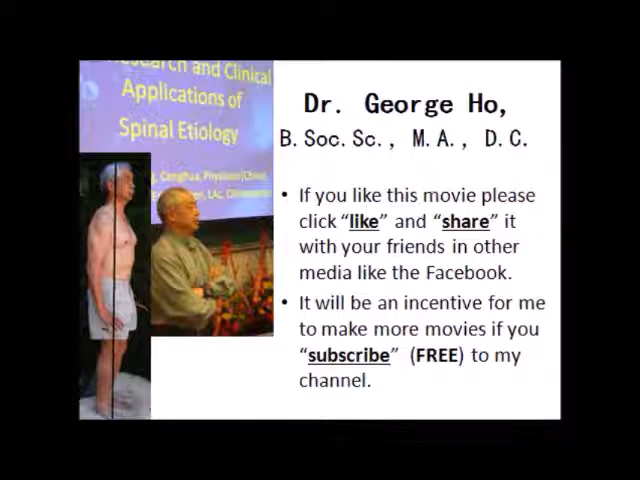 Research and Clinical
Applications of
Spinal Etiology
Dr. George Ho,
B.Soc.Sc., M.A., D.C.
• If you like this movie please
click “like” and “share” it
with your friends in other
media like the Facebook.
• It will be an incentive for me
to make more movies if you
“subscribe” (FREE) to my
channel.